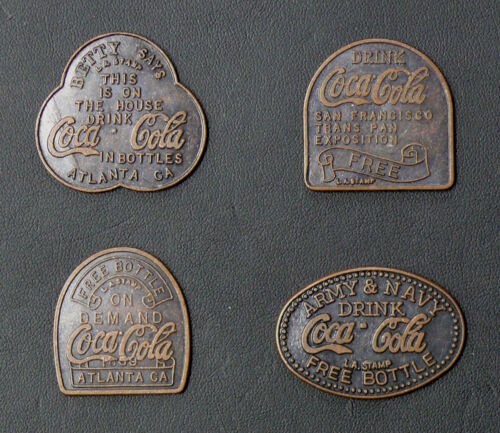 BETTY SAYS
L.A. STAMP
THIS
IS ON
THE HOUSE
DRINK
Coca-Cola
IN BOTTLES
ATLANTA GA
DRINK
Coca-Cola
SAN FRANCISCO
TRANS PAN
EXPOSITION
FREE
L.A. STAMP
FREE BOTTLE
L.A. STAMP
ON
DEMAND
Coca-Cola
ATLANTA GA
ARMY & NAVY
DRINK
Coca-Cola
L.A. STAMP
FREE BOTTLE